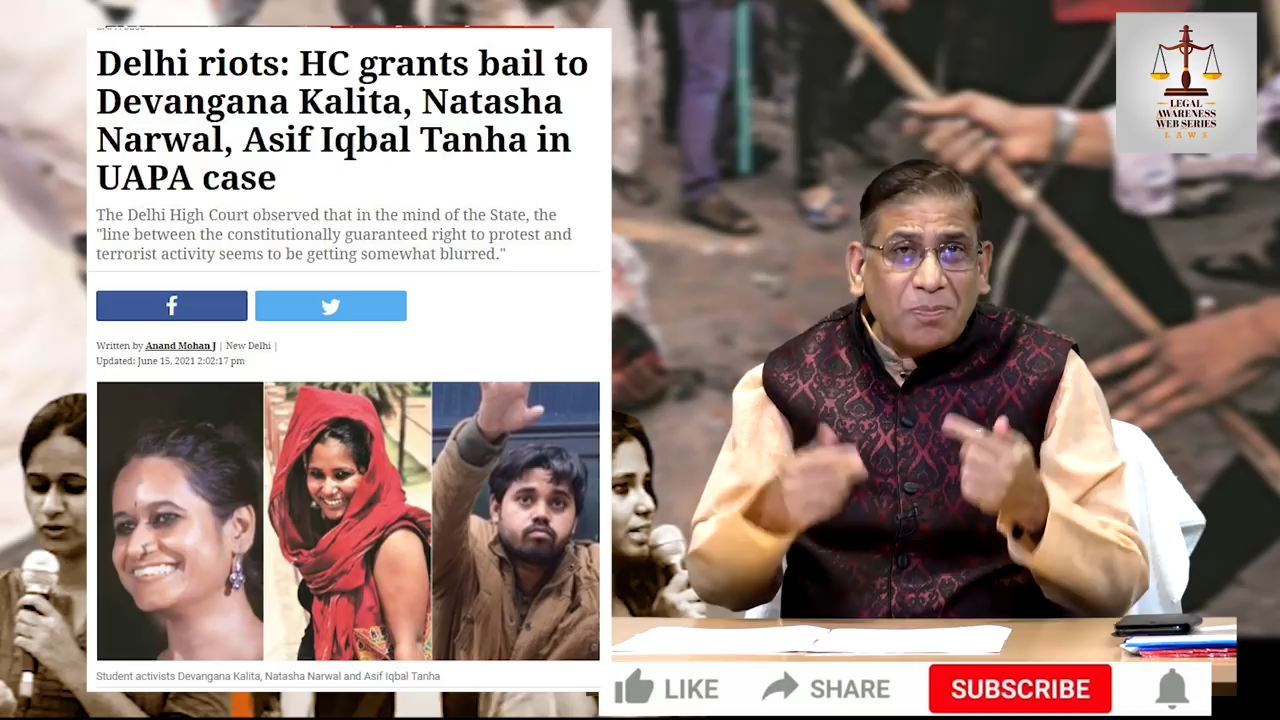 Delhi riots: HC grants bail to
Devangana Kalita, Natasha
Narwal, Asif Iqbal Tanha in
UAPA case
The Delhi High Court observed that in the mind of the State, the
"line between the constitutionally guaranteed right to protest and
terrorist activity seems to be getting somewhat blurred."
Written by Anand Mohan J | New Delhi |
Updated: June 15, 2021 2:02:17 pm
Student activists Devangana Kalita, Natasha Narwal and Asif Iqbal Tanha
LEGAL
AWARENESS
WEB SERIES
LAWS
LIKE
SHARE
SUBSCRIBE